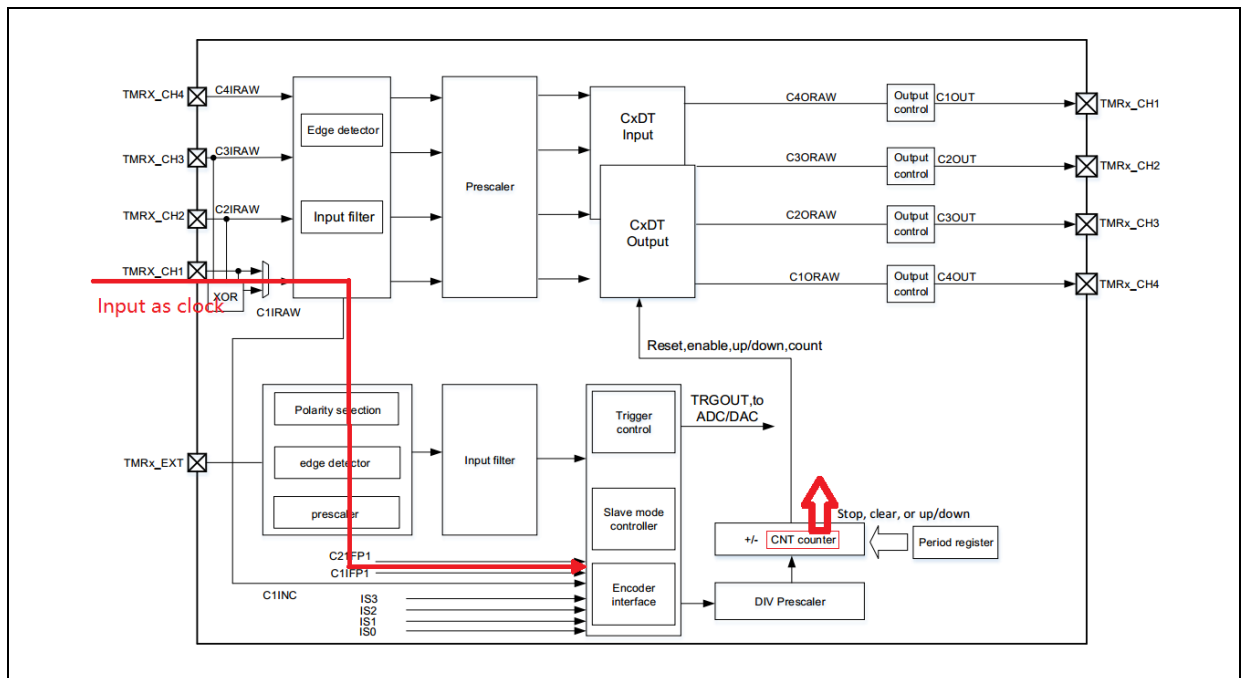 TMRX_CH4
C4IRAW
TMRX_CH3
C3IRAW
TMRX_CH2
C2IRAW
TMRX_CH1
XOR
C1IRAW
Input as clock
Edge detector
Input filter
Prescaler
CxDT
Input
CxDT
Output
C4ORAW
Output
control
C1OUT
TMRx_CH1
C3ORAW
Output
control
C2OUT
TMRx_CH2
C2ORAW
Output
control
C3OUT
TMRx_CH3
C1ORAW
Output
control
C4OUT
TMRx_CH4
Reset,enable,up/down,count
TMRx_EXT
Polarity selection
edge detector
prescaler
Input filter
Trigger
control
Slave mode
controller
Encoder
interface
TRGOUT,to
ADC/DAC
Stop, clear, or up/down
+/- CNT counter
Period register
DIV Prescaler
C21FP1
C1IFP1
C1INC
IS3
IS2
IS1
IS0